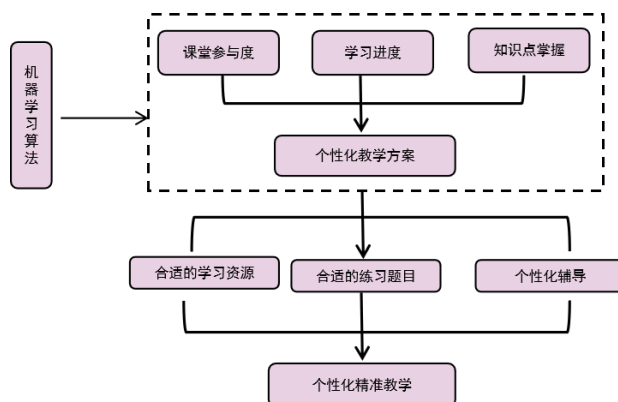 机器学习算法
课堂参与度
学习进度
知识点掌握
个性化教学方案
合适的学习资源
合适的练习题目
个性化辅导
个性化精准教学